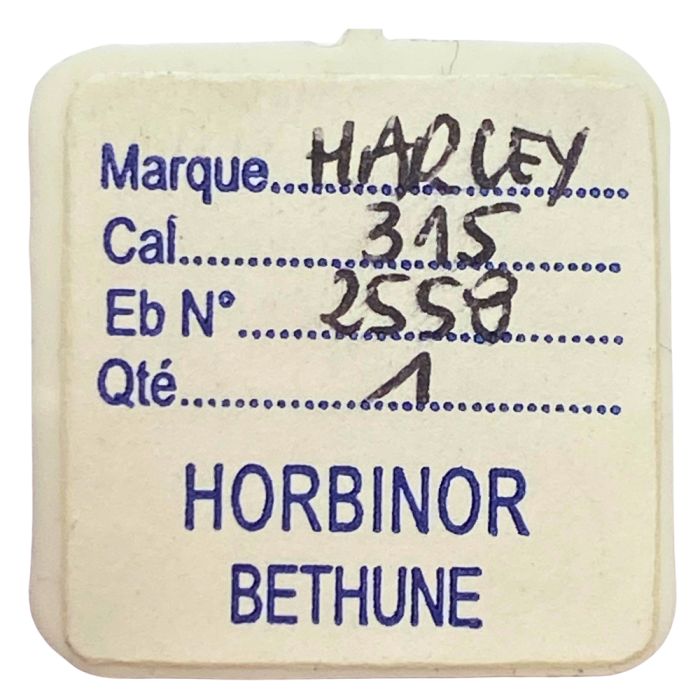 Marque HARLEY
Cal. 315
Eb N° 2558
Qté 1
HORBINOR
BETHUNE